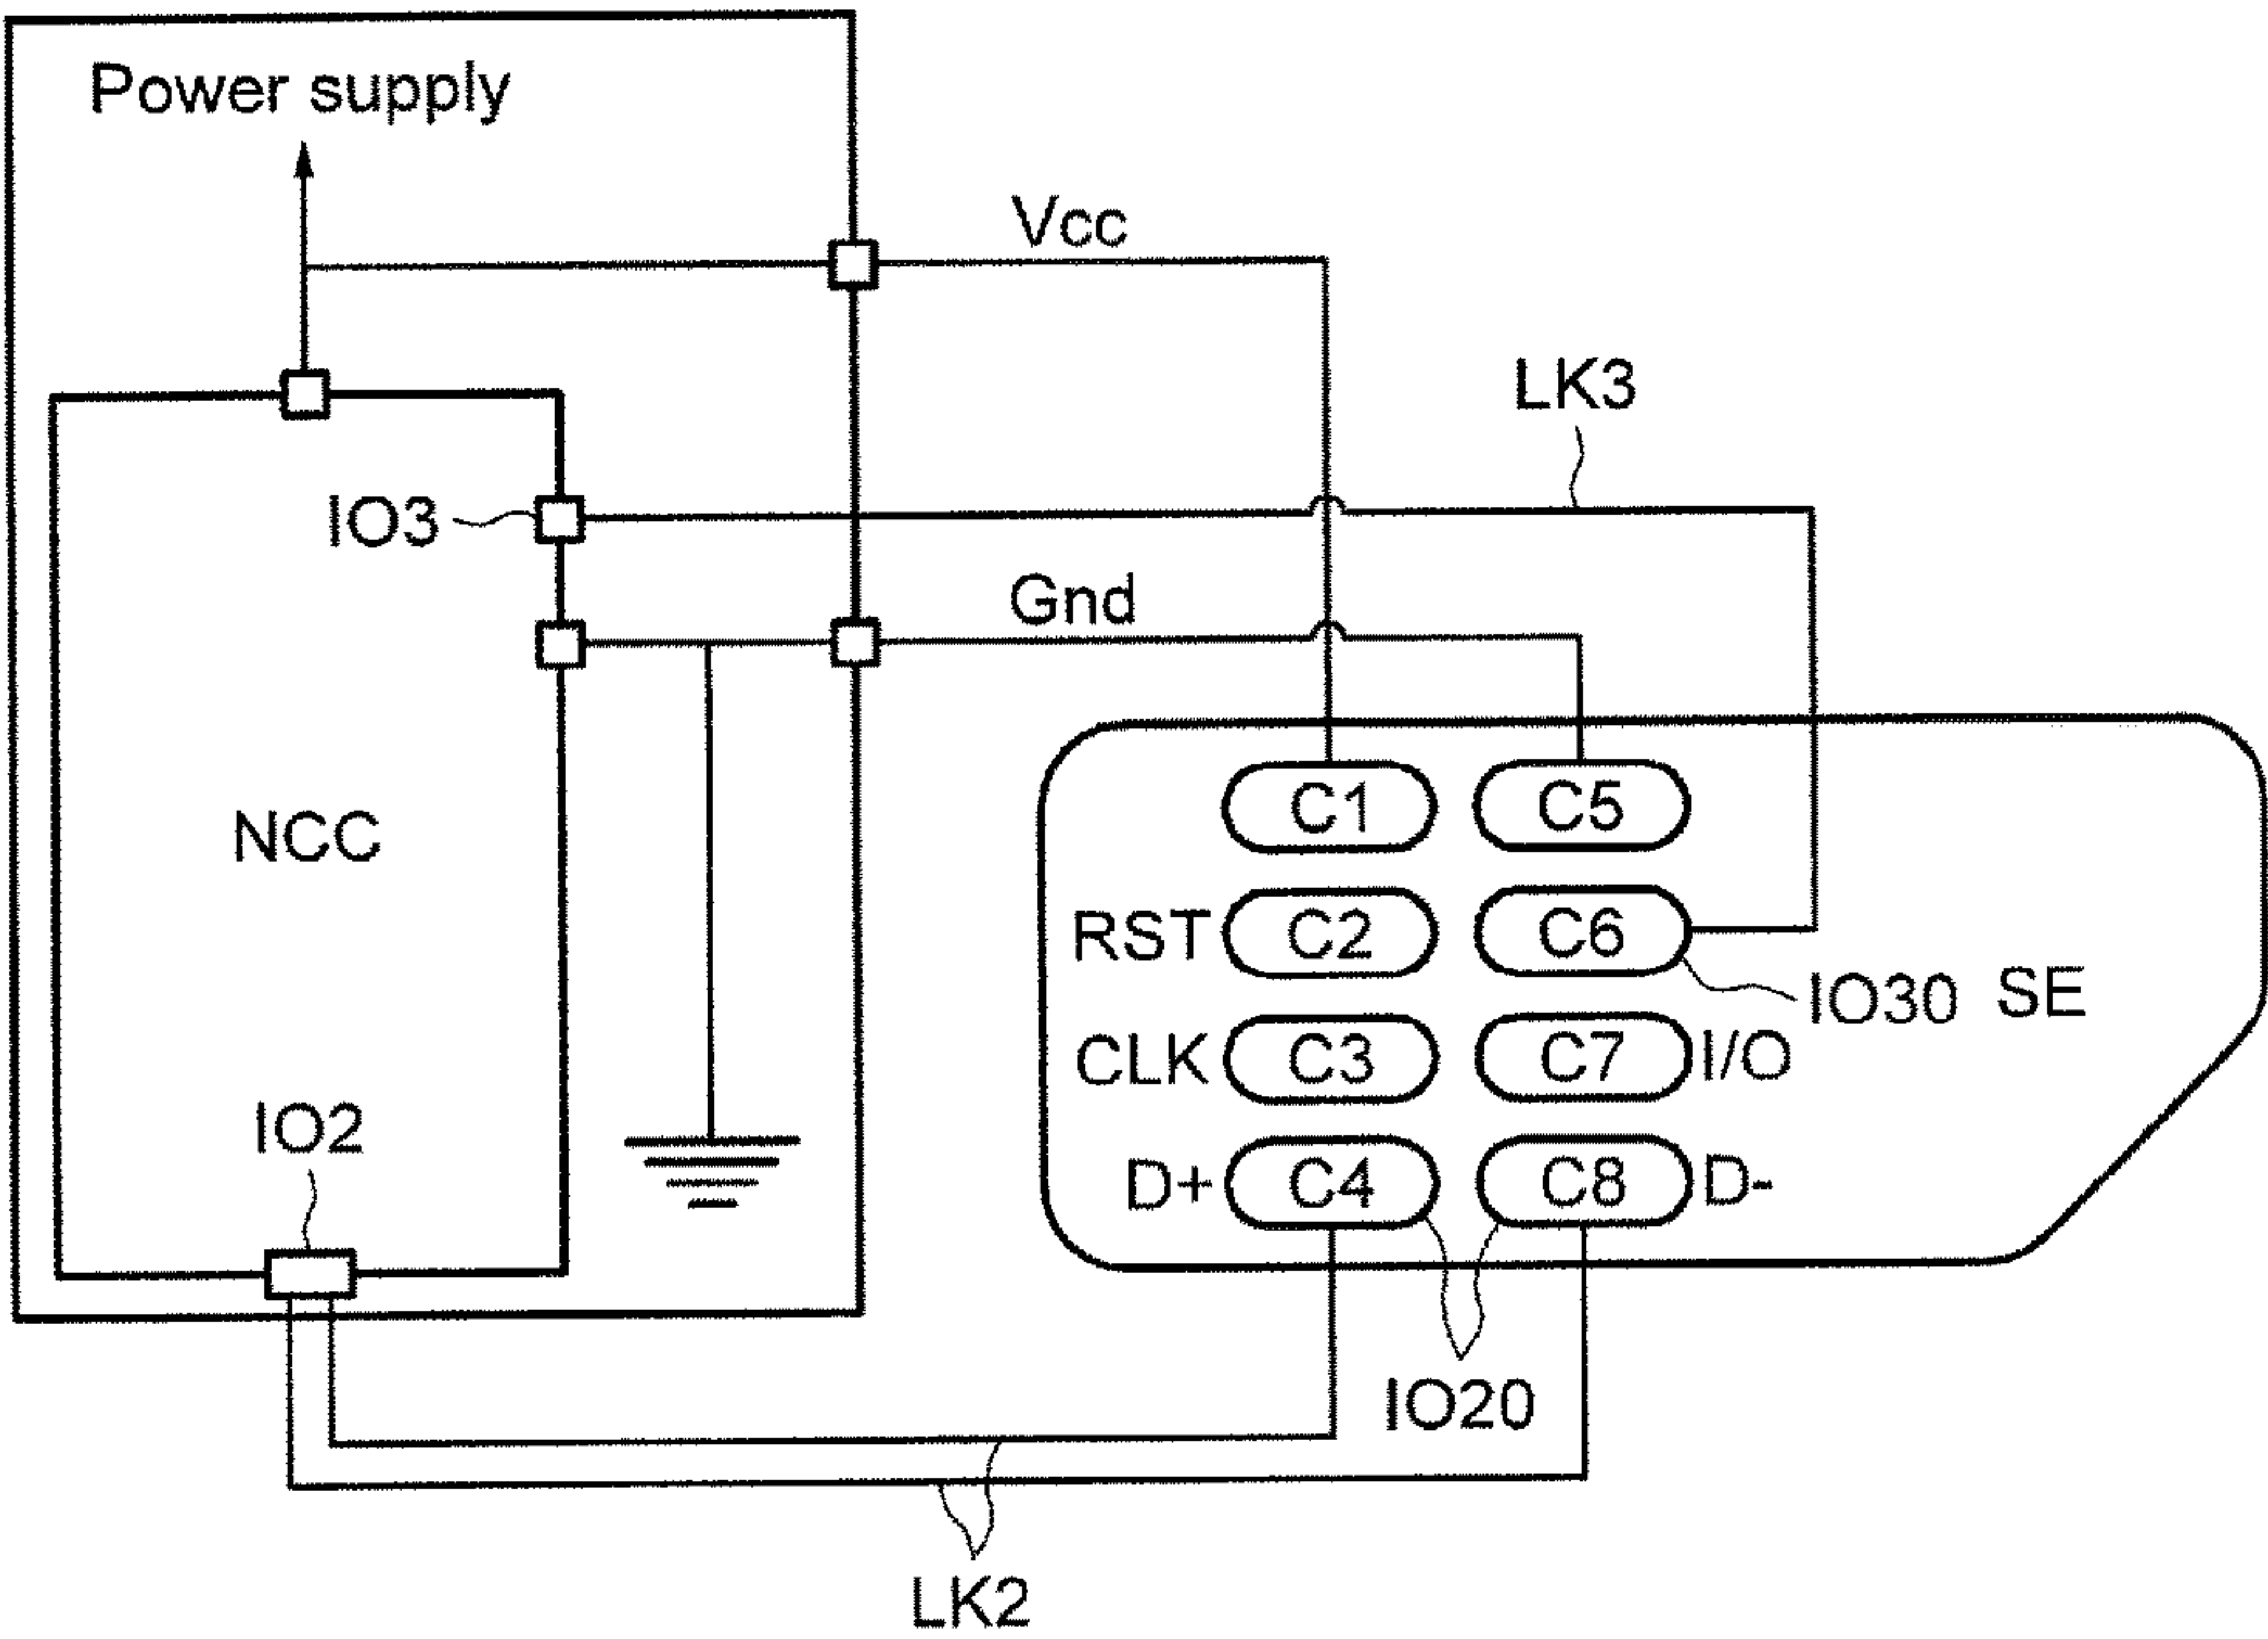 Power supply
Vcc
LK3
IO3
Gnd
NCC
C1 C5
RST C2 C6
IO30 SE
CLK C3 C7 I/O
IO2
D+ C4 C8 D-
IO20
LK2